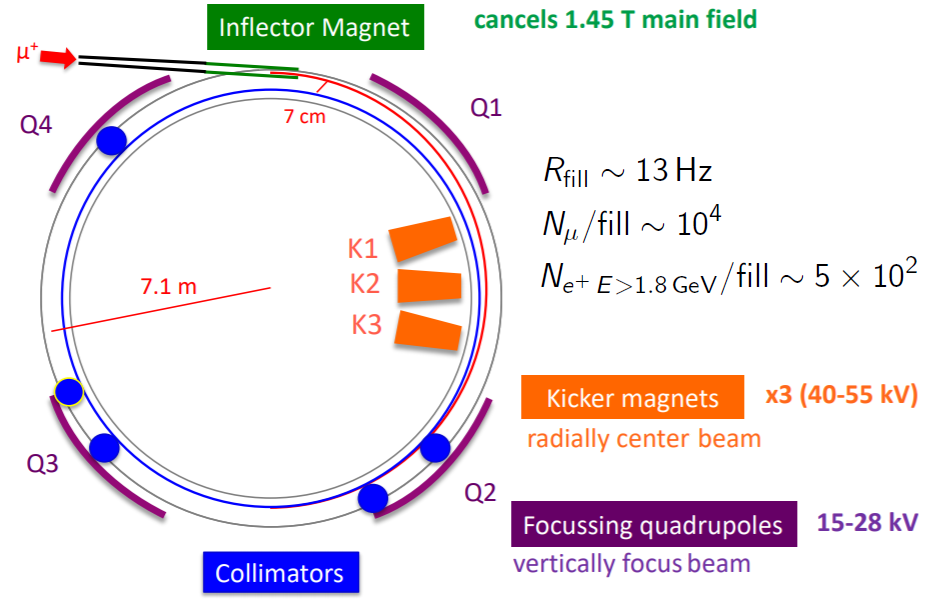 Inflector Magnet
cancels 1.45 T main field
μ⁺
Q1
7 cm
Q4
R_fill ∼ 13 Hz
N_μ/fill ∼ 10⁴
N_{e⁺ E>1.8 GeV}/fill ∼ 5 × 10²
K1
K2
K3
7.1 m
Kicker magnets
x3 (40-55 kV)
radially center beam
Q3
Q2
Focussing quadrupoles
15-28 kV
vertically focus beam
Collimators